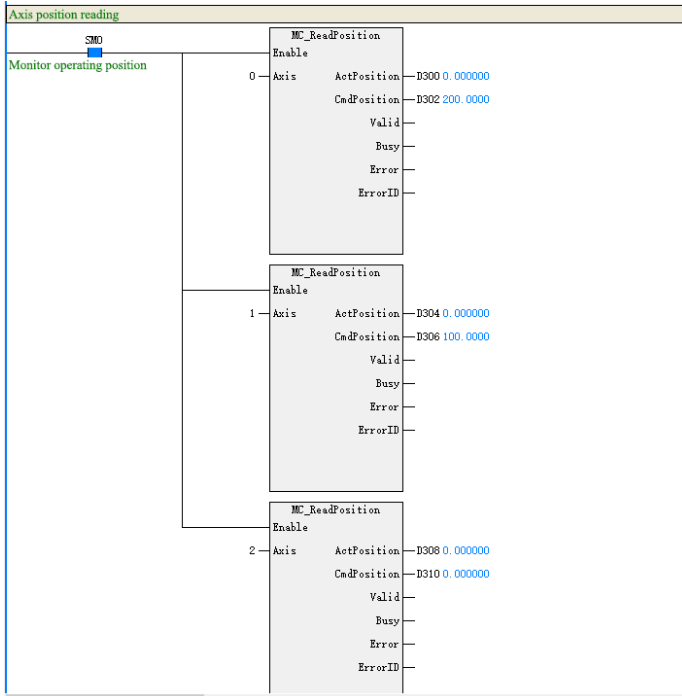 Axis position reading
SM0
Monitor operating position
MC_ReadPosition
Enable
0 Axis ActPosition D300 0.000000
CmdPosition D302 200.0000
Valid
Busy
Error
ErrorID
MC_ReadPosition
Enable
1 Axis ActPosition D304 0.000000
CmdPosition D306 100.0000
Valid
Busy
Error
ErrorID
MC_ReadPosition
Enable
2 Axis ActPosition D308 0.000000
CmdPosition D310 0.000000
Valid
Busy
Error
ErrorID